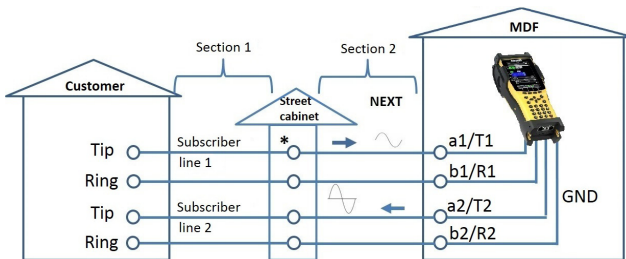 MDF
Section 1
Section 2
Customer
Street
cabinet
NEXT
*
Tip
Subscriber
line 1
a1/T1
Ring
b1/R1
GND
Tip
Subscriber
line 2
a2/T2
Ring
b2/R2